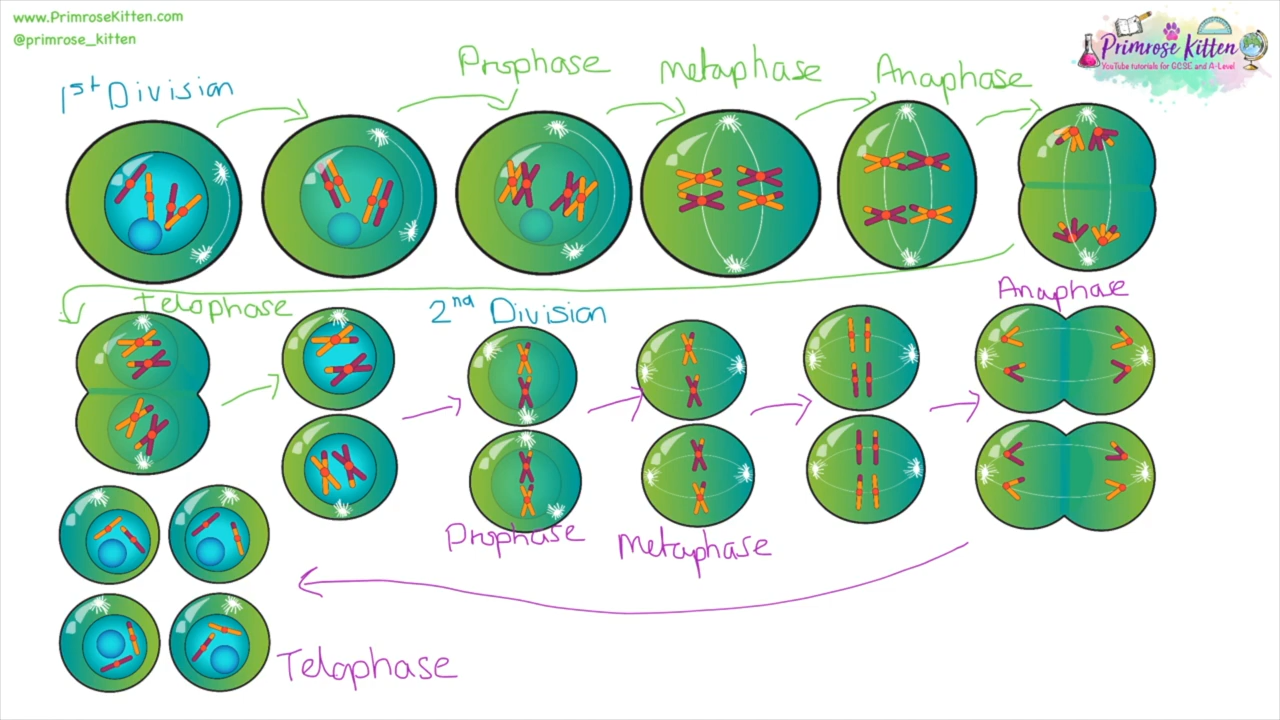 www.PrimroseKitten.com
@primrose_kitten
Primrose Kitten
YouTube tutorials for GCSE and A-Level
1st Division
Prophase
Metaphase
Anaphase
Telophase
2nd Division
Anaphase
Prophase
Metaphase
Telophase